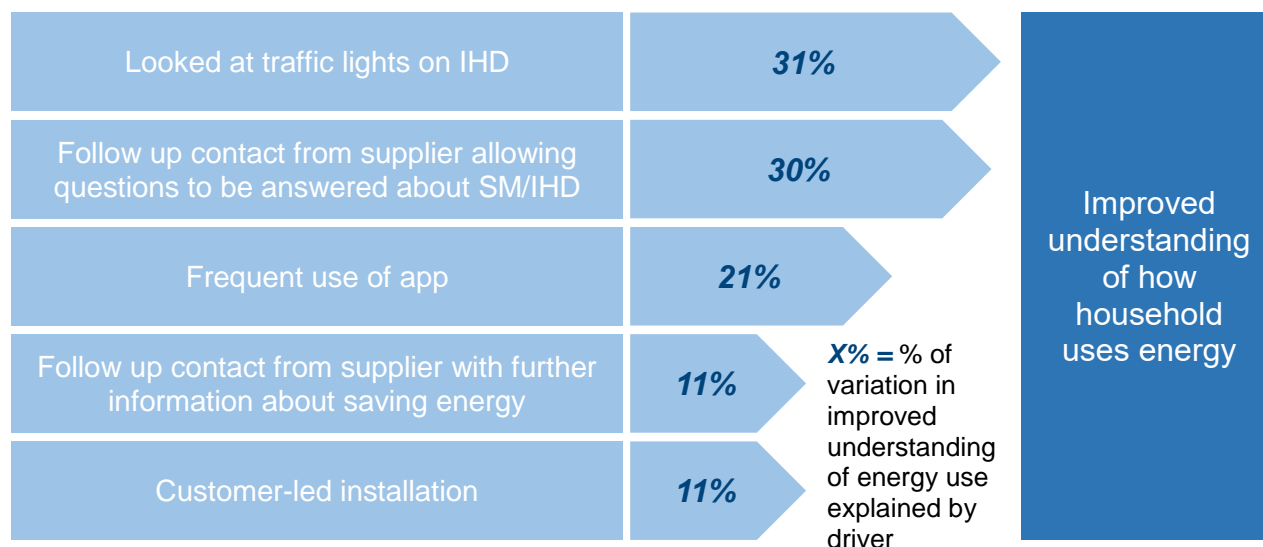 Looked at traffic lights on IHD
31%
Follow up contact from supplier allowing
questions to be answered about SM/IHD
30%
Frequent use of app
21%
Follow up contact from supplier with further
information about saving energy
11%
Customer-led installation
11%
X% = % of
variation in
improved
understanding
of energy use
explained by
driver
Improved
understanding
of how
household
uses energy